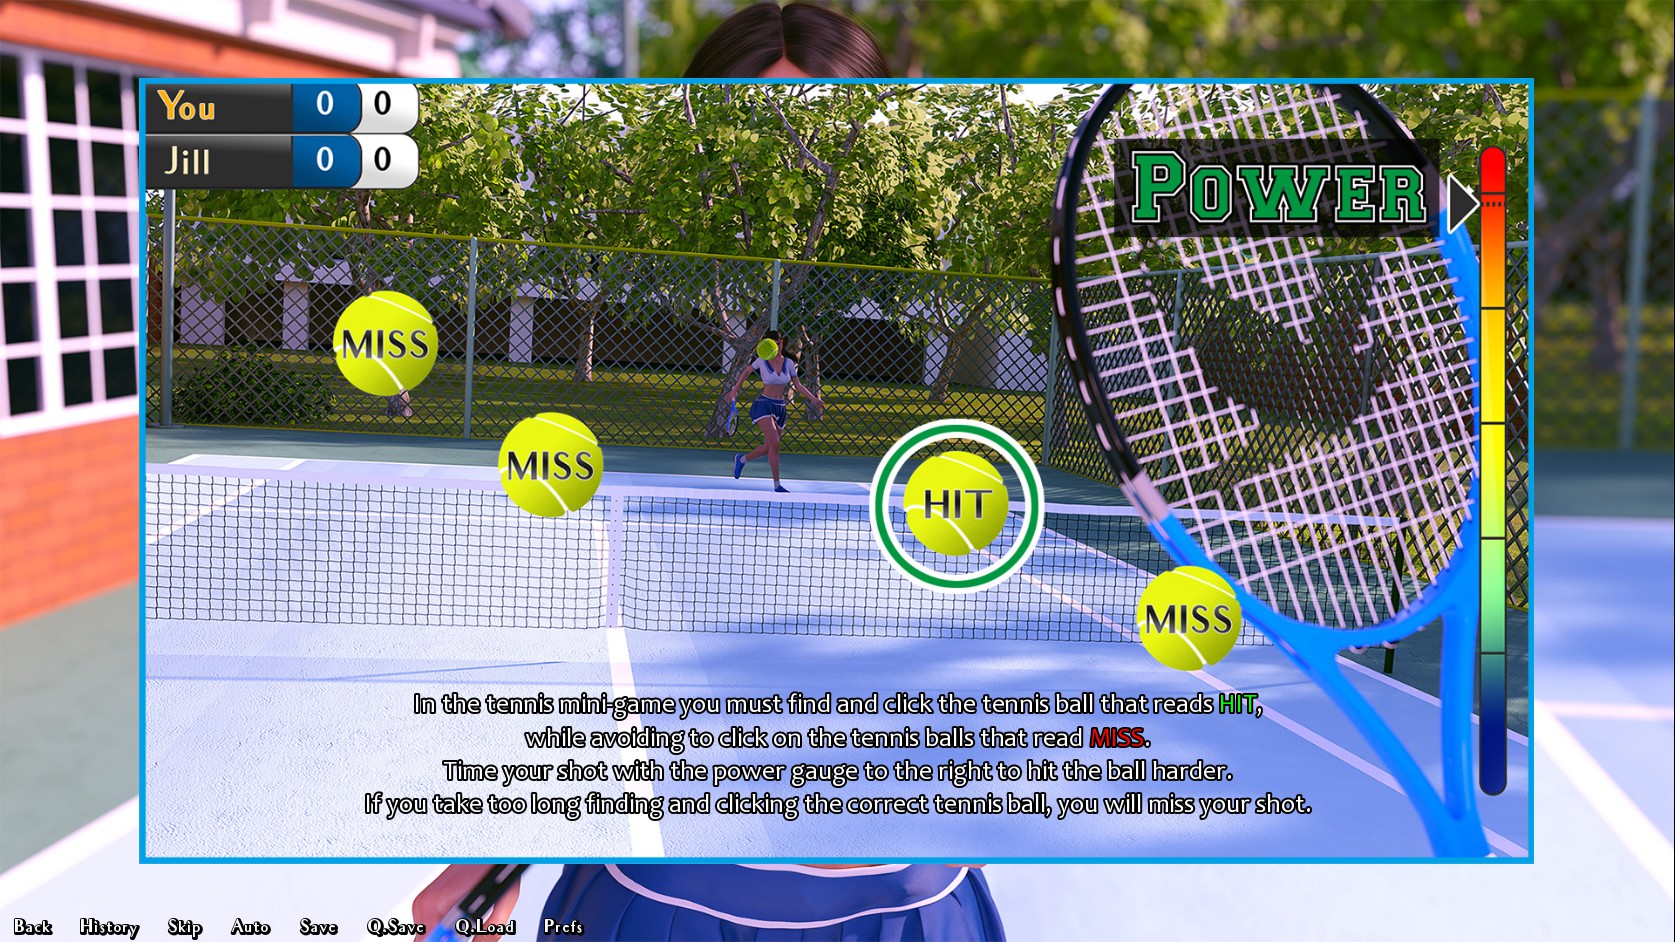 You 0 0
Jill 0 0
POWER
MISS
MISS
HIT
MISS
In the tennis mini-game you must find and click the tennis ball that reads HIT,
while avoiding to click on the tennis balls that read MISS.
Time your shot with the power gauge to the right to hit the ball harder.
If you take too long finding and clicking the correct tennis ball, you will miss your shot.
Back History Skip Auto Save Q.Save Q.Load Prefs